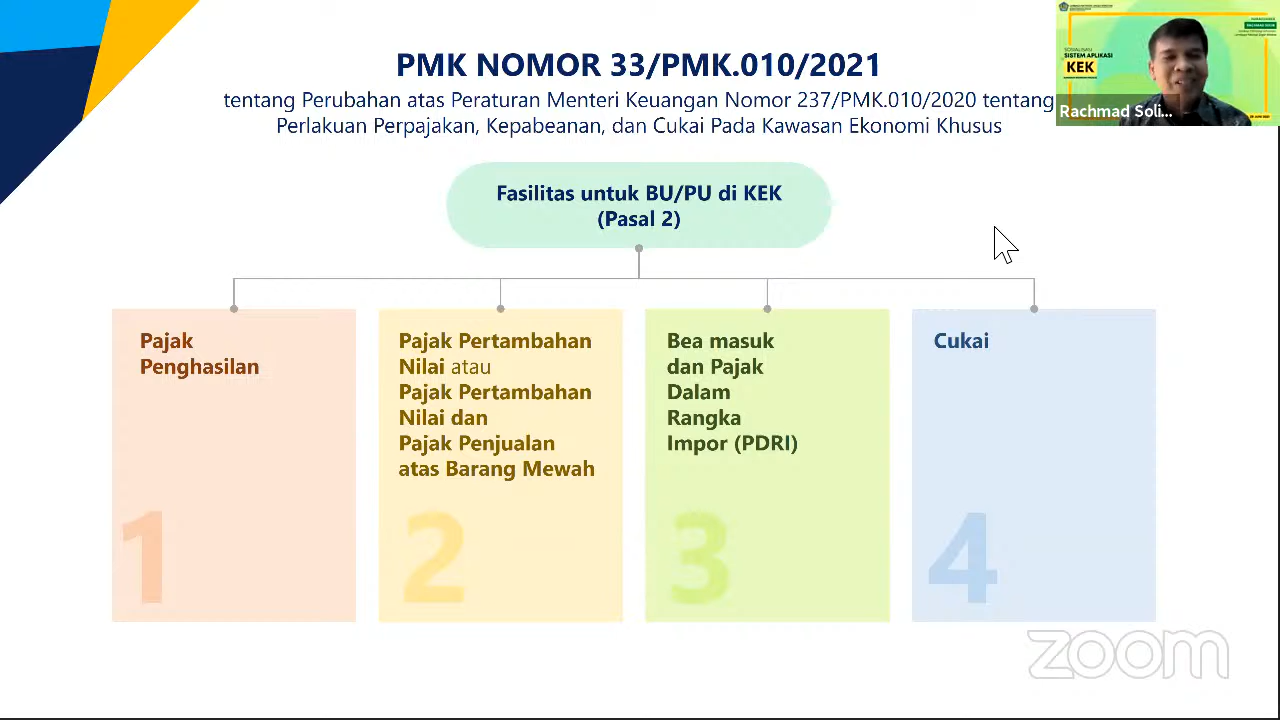 PMK NOMOR 33/PMK.010/2021
tentang Perubahan atas Peraturan Menteri Keuangan Nomor 237/PMK.010/2020 tentang
Perlakuan Perpajakan, Kepabeanan, dan Cukai Pada Kawasan Ekonomi Khusus
SOSIALISASI
SISTEM APLIKASI
KEK
Rachmad Soli...
Fasilitas untuk BU/PU di KEK
(Pasal 2)
Pajak
Penghasilan
1
Pajak Pertambahan
Nilai atau
Pajak Pertambahan
Nilai dan
Pajak Penjualan
atas Barang Mewah
2
Bea masuk
dan Pajak
Dalam
Rangka
Impor (PDRI)
3
Cukai
4
zoom